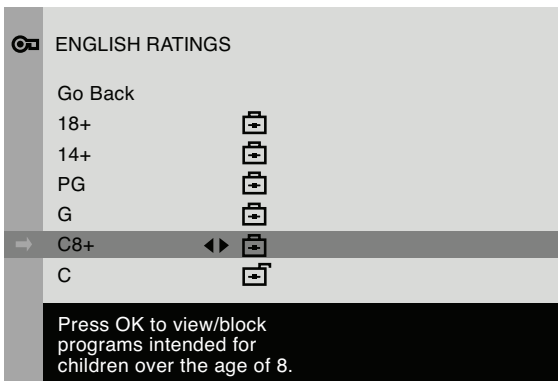 ENGLISH RATINGS
Go Back
18+
14+
PG
G
C8+
C
Press OK to view/block
programs intended for
children over the age of 8.